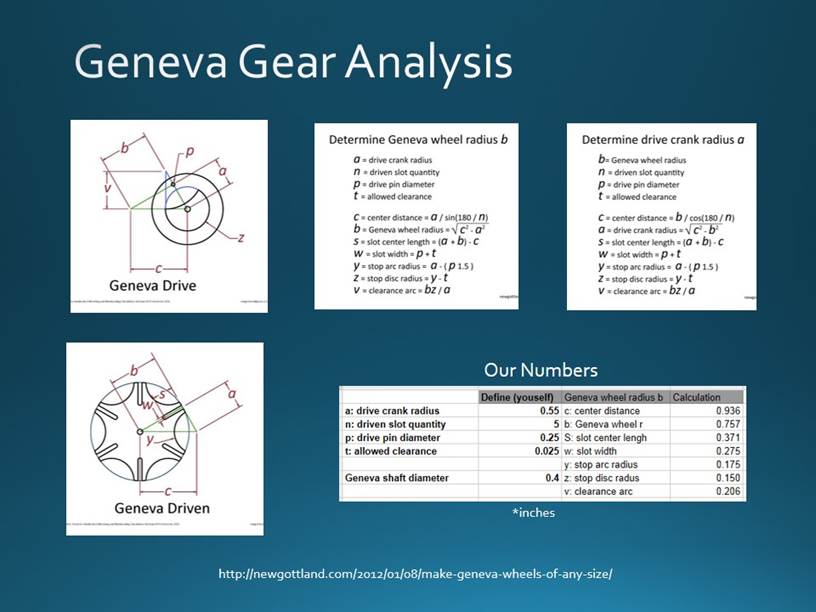 Geneva Gear Analysis
b
p
a
v
z
c
Geneva Drive
Determine Geneva wheel radius b
a = drive crank radius
n = driven slot quantity
p = drive pin diameter
t = allowed clearance
c = center distance = a / sin(180 / n)
b = Geneva wheel radius = √c² - a²
s = slot center length = (a + b) - c
w = slot width = p + t
y = stop arc radius = a - ( p 1.5 )
z = stop disc radius = y - t
v = clearance arc = bz / a
Determine drive crank radius a
b= Geneva wheel radius
n = driven slot quantity
p = drive pin diameter
t = allowed clearance
c = center distance = b / cos(180 / n)
a = drive crank radius = √c² - b²
s = slot center length = (a + b) - c
w = slot width = p + t
y = stop arc radius = a - ( p 1.5 )
z = stop disc radius = y - t
v = clearance arc = bz / a
b
s
w
a
y
c
Geneva Driven
Our Numbers
Define (youself) Geneva wheel radius b Calculation
a: drive crank radius 0.55 c: center distance 0.936
n: driven slot quantity 5 b: Geneva wheel r 0.757
p: drive pin diameter 0.25 S: slot center lengh 0.371
t: allowed clearance 0.025 w: slot width 0.275
y: stop arc radius 0.175
Geneva shaft diameter 0.4 z: stop disc radus 0.150
v: clearance arc 0.206
*inches
http://newgottland.com/2012/01/08/make-geneva-wheels-of-any-size/